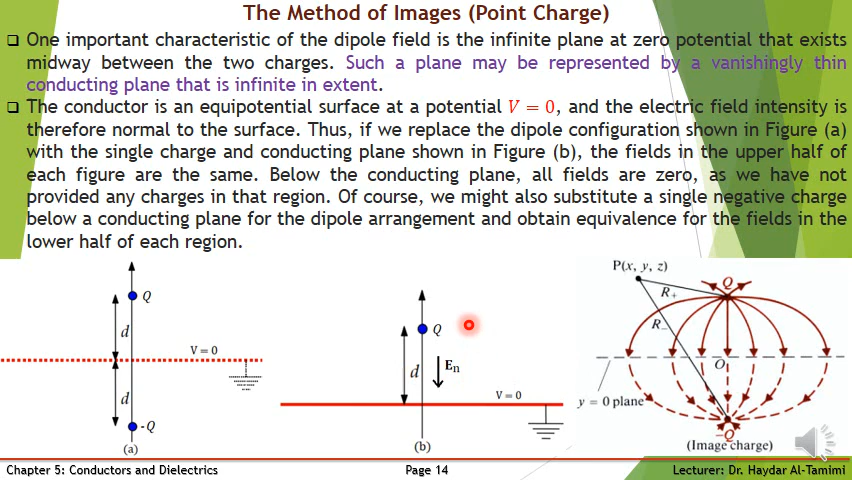 The Method of Images (Point Charge)
One important characteristic of the dipole field is the infinite plane at zero potential that exists
midway between the two charges. Such a plane may be represented by a vanishingly thin
conducting plane that is infinite in extent.
The conductor is an equipotential surface at a potential V = 0, and the electric field intensity is
therefore normal to the surface. Thus, if we replace the dipole configuration shown in Figure (a)
with the single charge and conducting plane shown in Figure (b), the fields in the upper half of
each figure are the same. Below the conducting plane, all fields are zero, as we have not
provided any charges in that region. Of course, we might also substitute a single negative charge
below a conducting plane for the dipole arrangement and obtain equivalence for the fields in the
lower half of each region.
Q
d
V = 0
d
-Q
(a)
Q
d
En
V = 0
(b)
P(x, y, z)
Q
R+
R−
O
y = 0 plane
−Q
(Image charge)
Chapter 5: Conductors and Dielectrics
Page 14
Lecturer: Dr. Haydar Al-Tamimi